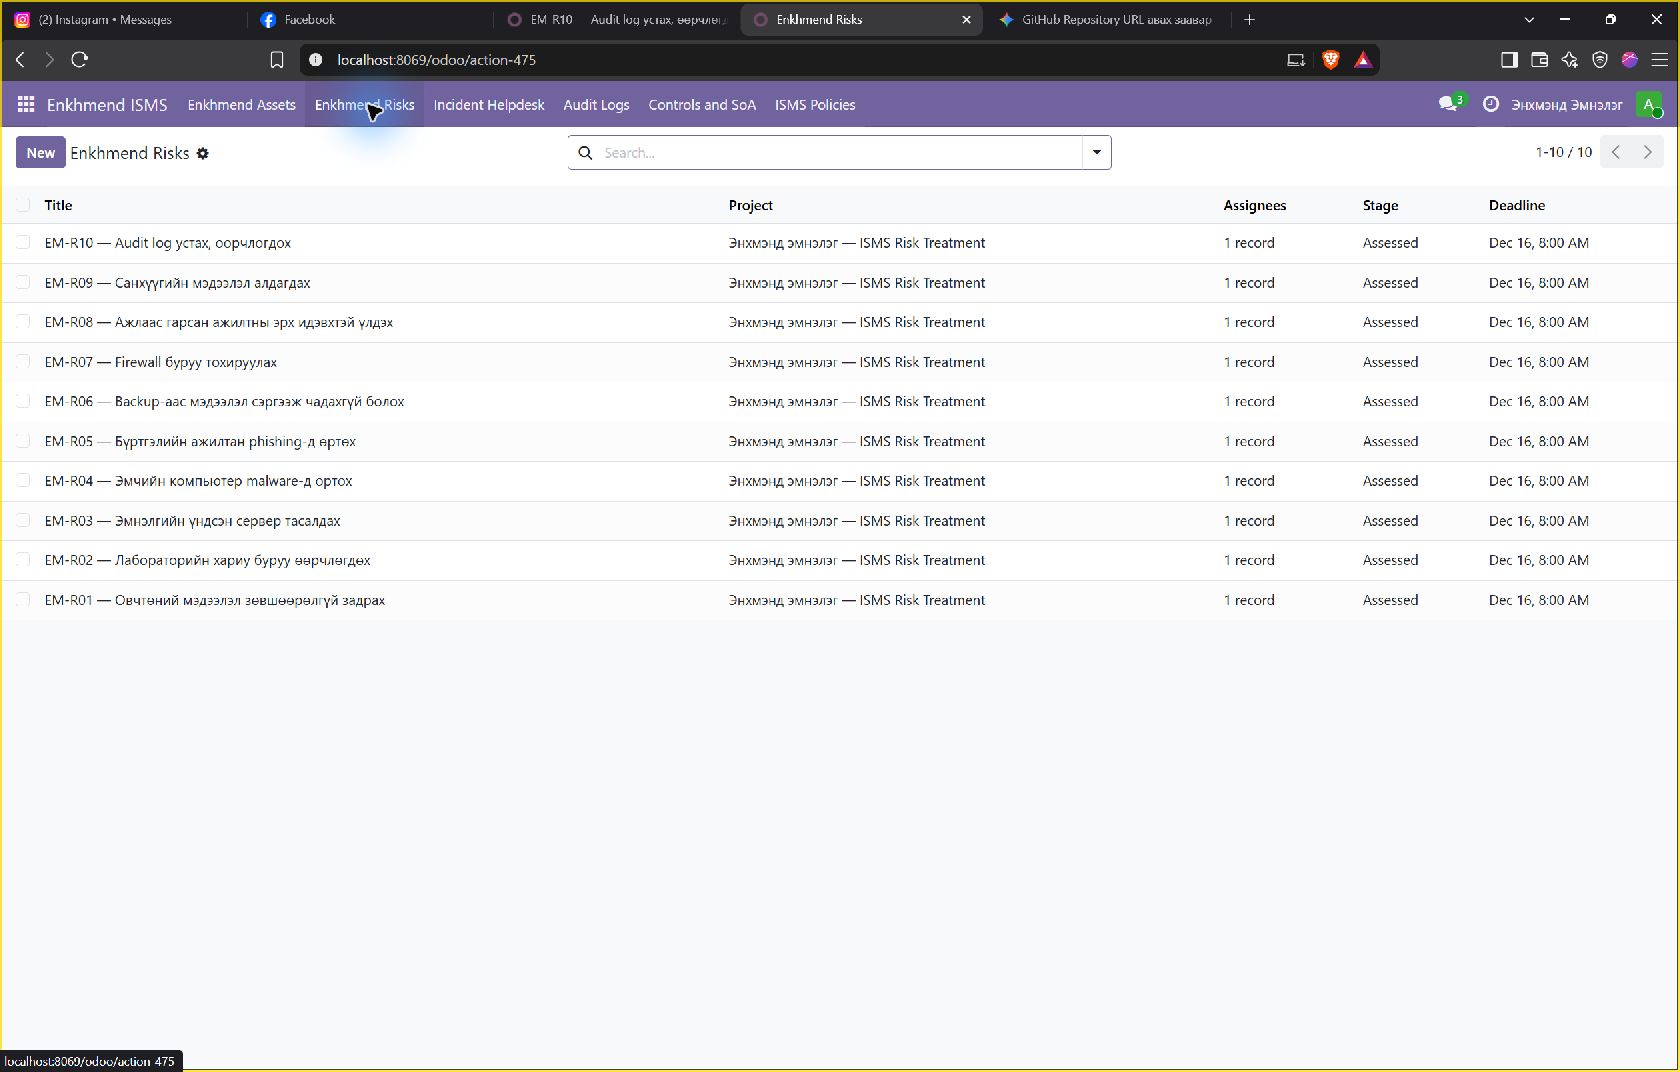 (2) Instagram • Messages
Facebook
EM-R10 Audit log устах, өөрчлөгд
Enkhmend Risks
GitHub Repository URL авах заавар
localhost:8069/odoo/action-475
Enkhmend ISMS
Enkhmend Assets
Enkhmend Risks
Incident Helpdesk
Audit Logs
Controls and SoA
ISMS Policies
3
Энхмэнд Эмнэлэг
A
New
Enkhmend Risks
Search...
1-10 / 10
Title Project Assignees Stage Deadline
EM-R10 — Audit log устах, оорчлогдох Энхмэнд эмнэлэг — ISMS Risk Treatment 1 record Assessed Dec 16, 8:00 AM
EM-R09 — Санхүүгийн мэдээлэл алдагдах Энхмэнд эмнэлэг — ISMS Risk Treatment 1 record Assessed Dec 16, 8:00 AM
EM-R08 — Ажлаас гарсан ажилтны эрх идэвхтэй үлдэх Энхмэнд эмнэлэг — ISMS Risk Treatment 1 record Assessed Dec 16, 8:00 AM
EM-R07 — Firewall буруу тохируулах Энхмэнд эмнэлэг — ISMS Risk Treatment 1 record Assessed Dec 16, 8:00 AM
EM-R06 — Backup-аас мэдээлэл сэргээж чадахгүй болох Энхмэнд эмнэлэг — ISMS Risk Treatment 1 record Assessed Dec 16, 8:00 AM
EM-R05 — Бүртгэлийн ажилтан phishing-д өртөх Энхмэнд эмнэлэг — ISMS Risk Treatment 1 record Assessed Dec 16, 8:00 AM
EM-R04 — Эмчийн компьютер malware-д ортох Энхмэнд эмнэлэг — ISMS Risk Treatment 1 record Assessed Dec 16, 8:00 AM
EM-R03 — Эмнэлгийн үндсэн сервер тасалдах Энхмэнд эмнэлэг — ISMS Risk Treatment 1 record Assessed Dec 16, 8:00 AM
EM-R02 — Лабораторийн хариу буруу өөрчлөгдөх Энхмэнд эмнэлэг — ISMS Risk Treatment 1 record Assessed Dec 16, 8:00 AM
EM-R01 — Овчтөний мэдээлэл зөвшөөрөлгүй задрах Энхмэнд эмнэлэг — ISMS Risk Treatment 1 record Assessed Dec 16, 8:00 AM
localhost:8069/odoo/action-475